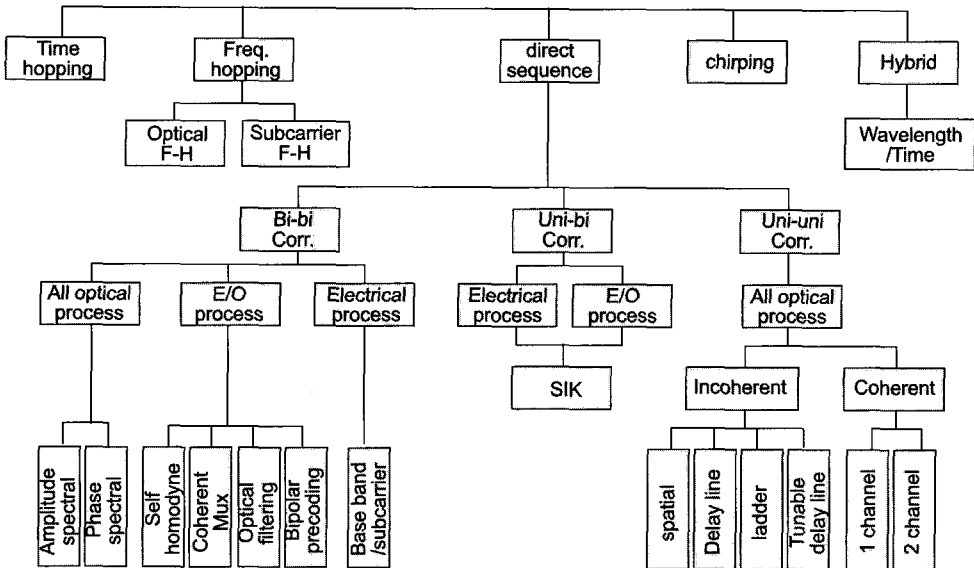 Time
hopping
Freq.
hopping
direct
sequence
chirping
Hybrid
Optical
F-H
Subcarrier
F-H
Wavelength
/Time
Bi-bi
Corr.
Uni-bi
Corr.
Uni-uni
Corr.
All optical
process
E/O
process
Electrical
process
Electrical
process
E/O
process
All optical
process
SIK
Incoherent
Coherent
Amplitude
spectral
Phase
spectral
Self
homodyne
Coherent
Mux
Optical
filtering
Bipolar
precoding
Base band
/subcarrier
spatial
Delay line
ladder
Tunable
delay line
1 channel
2 channel